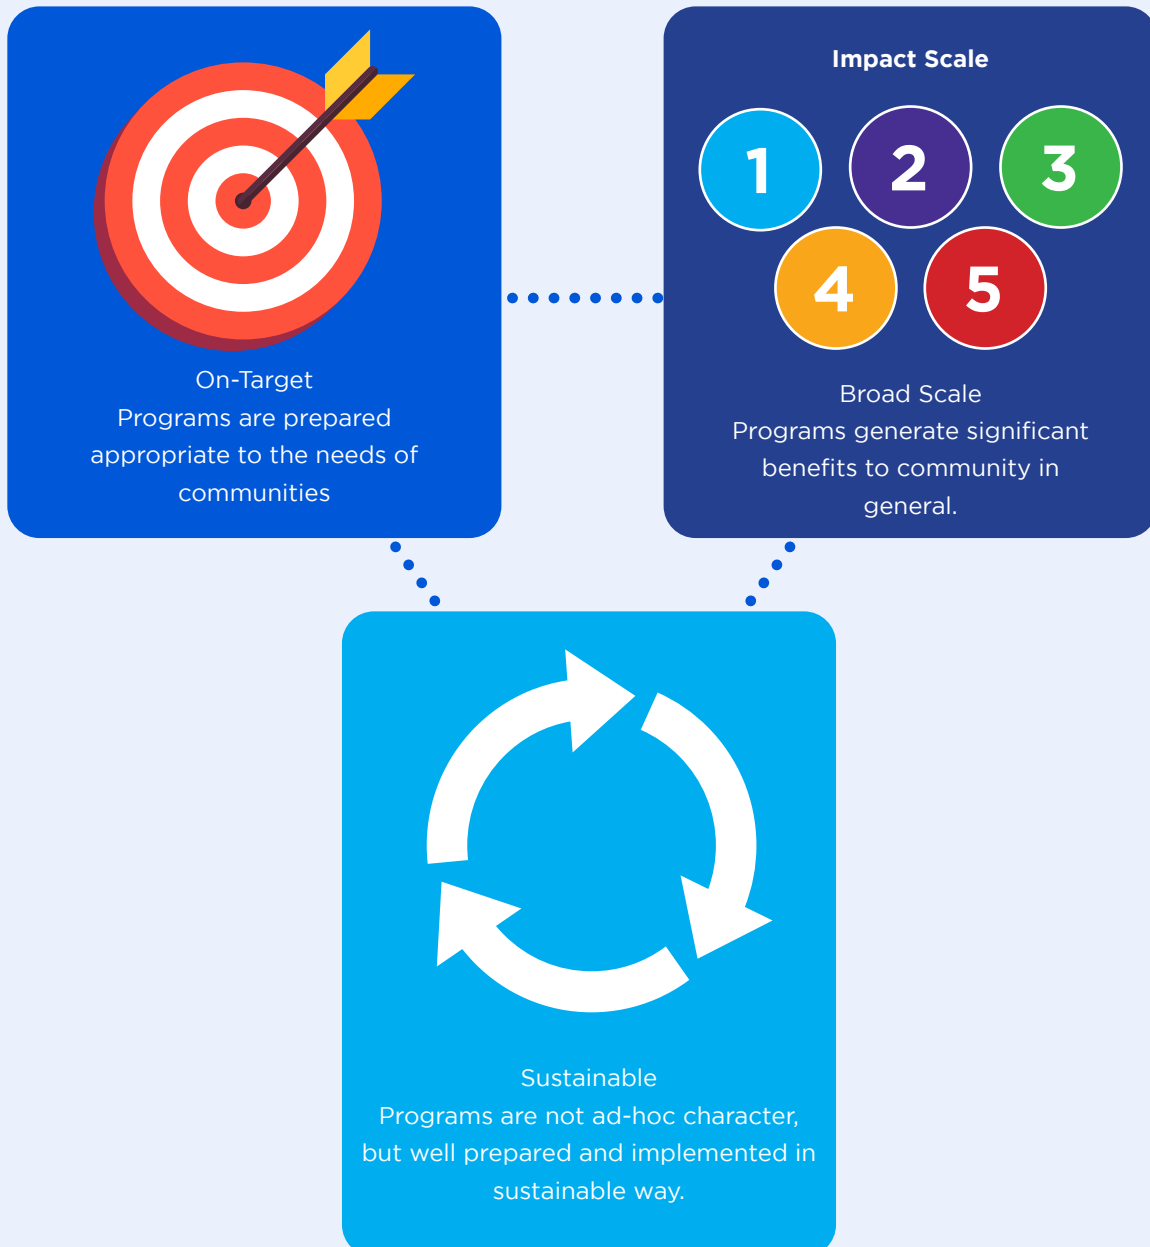 On-Target
Programs are prepared
appropriate to the needs of
communities
Impact Scale
1 2 3
4 5
Broad Scale
Programs generate significant
benefits to community in
general.
Sustainable
Programs are not ad-hoc character,
but well prepared and implemented in
sustainable way.